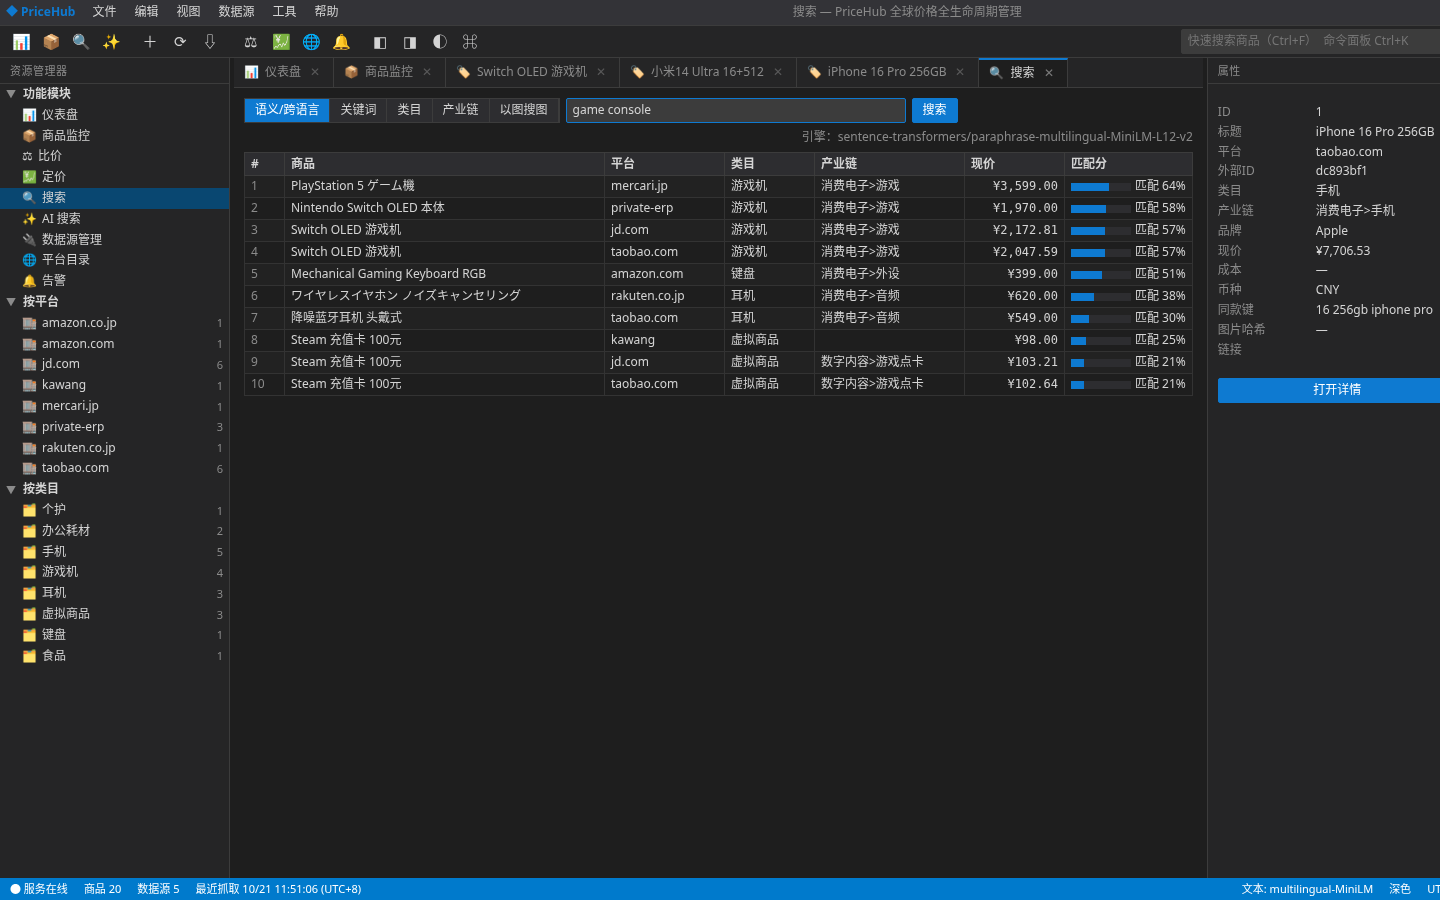 PriceHub 文件 编辑 视图 数据源 工具 帮助 搜索 — PriceHub 全球价格全生命周期管理
快速搜索商品（Ctrl+F） 命令面板 Ctrl+K
资源管理器
功能模块
仪表盘
商品监控
比价
定价
搜索
AI 搜索
数据源管理
平台目录
告警
按平台
amazon.co.jp 1
amazon.com 1
jd.com 6
kawang 1
mercari.jp 1
private-erp 3
rakuten.co.jp 1
taobao.com 6
按类目
个护 1
办公耗材 2
手机 5
游戏机 4
耳机 3
虚拟商品 3
键盘 1
食品 1
仪表盘 × 商品监控 × Switch OLED 游戏机 × 小米14 Ultra 16+512 × iPhone 16 Pro 256GB × 搜索 ×
语义/跨语言 关键词 类目 产业链 以图搜图 game console 搜索
引擎：sentence-transformers/paraphrase-multilingual-MiniLM-L12-v2
# 商品 平台 类目 产业链 现价 匹配分
1 PlayStation 5 ゲーム機 mercari.jp 游戏机 消费电子>游戏 ¥3,599.00 匹配 64%
2 Nintendo Switch OLED 本体 private-erp 游戏机 消费电子>游戏 ¥1,970.00 匹配 58%
3 Switch OLED 游戏机 jd.com 游戏机 消费电子>游戏 ¥2,172.81 匹配 57%
4 Switch OLED 游戏机 taobao.com 游戏机 消费电子>游戏 ¥2,047.59 匹配 57%
5 Mechanical Gaming Keyboard RGB amazon.com 键盘 消费电子>外设 ¥399.00 匹配 51%
6 ワイヤレスイヤホン ノイズキャンセリング rakuten.co.jp 耳机 消费电子>音频 ¥620.00 匹配 38%
7 降噪蓝牙耳机 头戴式 taobao.com 耳机 消费电子>音频 ¥549.00 匹配 30%
8 Steam 充值卡 100元 kawang 虚拟商品 ¥98.00 匹配 25%
9 Steam 充值卡 100元 jd.com 虚拟商品 数字内容>游戏点卡 ¥103.21 匹配 21%
10 Steam 充值卡 100元 taobao.com 虚拟商品 数字内容>游戏点卡 ¥102.64 匹配 21%
属性
ID 1
标题 iPhone 16 Pro 256GB
平台 taobao.com
外部ID dc893bf1
类目 手机
产业链 消费电子>手机
品牌 Apple
现价 ¥7,706.53
成本 —
币种 CNY
同款键 16 256gb iphone pro
图片哈希 —
链接
打开详情
服务在线 商品 20 数据源 5 最近抓取 10/21 11:51:06 (UTC+8) 文本: multilingual-MiniLM 深色 UT